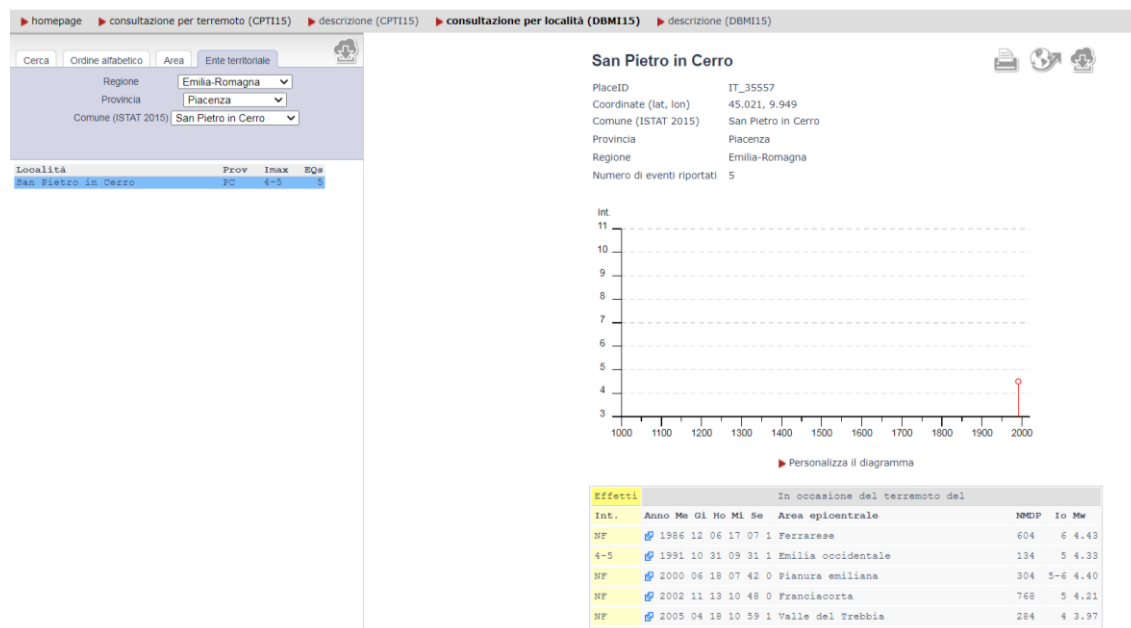 homepage consultazione per terremoto (CPTI15) descrizione (CPTI15) consultazione per località (DBMI15) descrizione (DBMI15)
Cerca Ordine alfabetico Area Ente territoriale
Regione Emilia-Romagna
Provincia Piacenza
Comune (ISTAT 2015) San Pietro in Cerro
Località Prov Imax EQs
San Pietro in Cerro PC 4-5 5
San Pietro in Cerro
PlaceID IT_35557
Coordinate (lat, lon) 45.021, 9.949
Comune (ISTAT 2015) San Pietro in Cerro
Provincia Piacenza
Regione Emilia-Romagna
Numero di eventi riportati 5
Int.
11
10
9
8
7
6
5
4
3
1000 1100 1200 1300 1400 1500 1600 1700 1800 1900 2000
Personalizza il diagramma
Effetti In occasione del terremoto del
Int. Anno Me Gi Ho Mi Se Area epicentrale NMDP Io Mw
NF 1986 12 06 17 07 1 Ferrarese 604 6 4.43
4-5 1991 10 31 09 31 1 Emilia occidentale 134 5 4.33
NF 2000 06 18 07 42 0 Pianura emiliana 304 5-6 4.40
NF 2002 11 13 10 48 0 Franciacorta 768 5 4.21
NF 2005 04 18 10 59 1 Valle del Trebbia 284 4 3.97